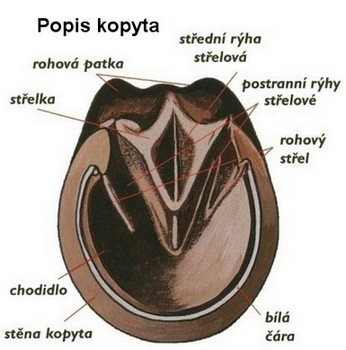 Popis kopyta
střední rýha
střelová
rohová patka
postranní rýhy
střelové
střelka
rohový
střel
chodidlo
bílá
čára
stěna kopyta